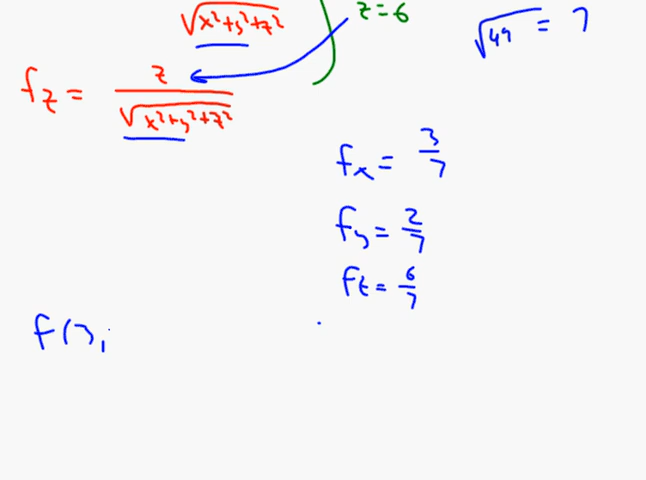 √x²+y²+z²
z=6
√49 = 7
f_z = z / √x²+y²+z²
f_x = 3/7
f_y = 2/7
f_z = 6/7
f(3,